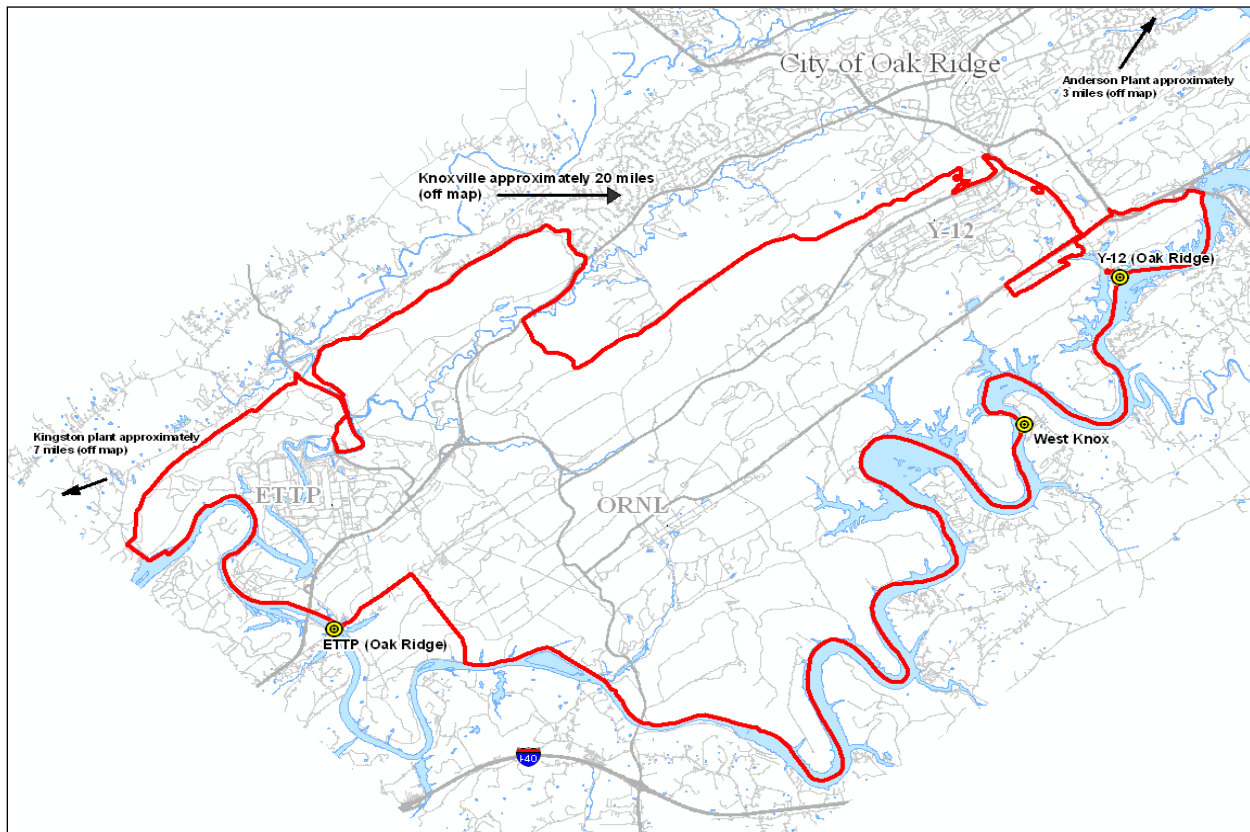 City of Oak Ridge
Anderson Plant approximately
3 miles (off map)
Knoxville approximately 20 miles
(off map)
Y-12
Y-12 (Oak Ridge)
Kingston plant approximately
7 miles (off map)
West Knox
ETTP
ORNL
ETTP (Oak Ridge)
I-40